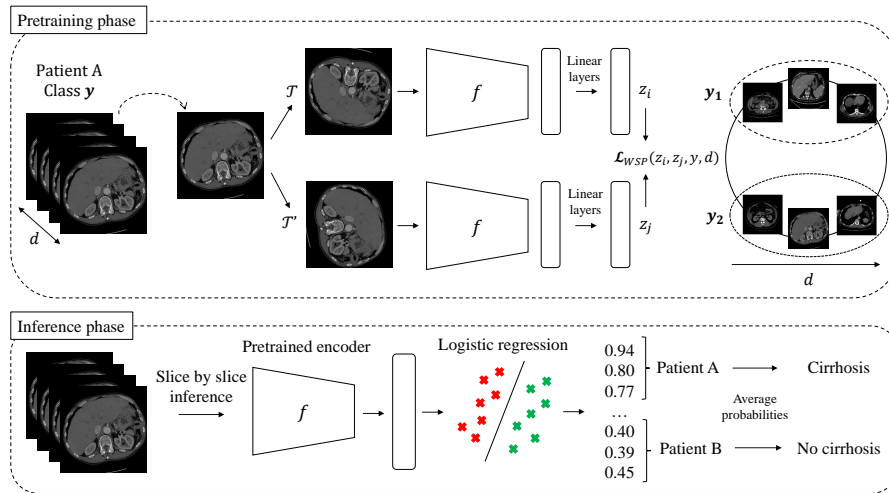 Pretraining phase
Patient A
Class y
d
𝒯
𝒯'
f
f
Linear
layers
Linear
layers
z_i
ℒ_WSP(z_i, z_j, y, d)
z_j
y_1
y_2
d
Inference phase
Slice by slice
inference
Pretrained encoder
f
Logistic regression
0.94
0.80
0.77
...
0.40
0.39
0.45
Patient A
Cirrhosis
Average
probabilities
Patient B
No cirrhosis